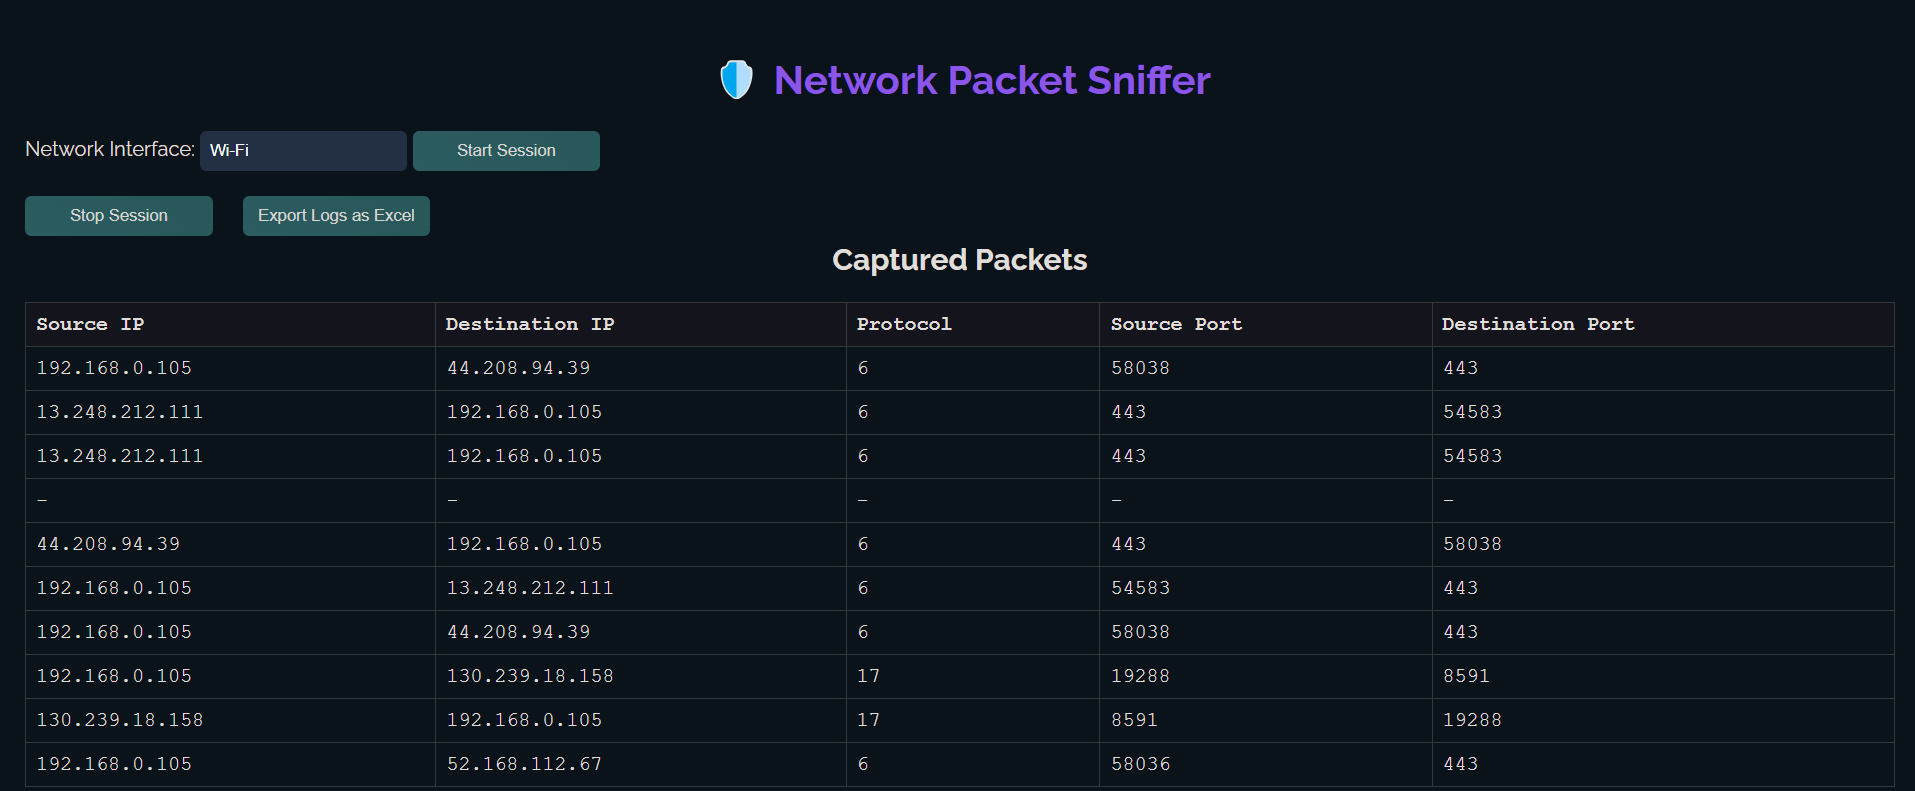 Network Packet Sniffer
Network Interface: Wi-Fi Start Session
Stop Session Export Logs as Excel
Captured Packets
Source IP Destination IP Protocol Source Port Destination Port
192.168.0.105 44.208.94.39 6 58038 443
13.248.212.111 192.168.0.105 6 443 54583
13.248.212.111 192.168.0.105 6 443 54583
- - - - -
44.208.94.39 192.168.0.105 6 443 58038
192.168.0.105 13.248.212.111 6 54583 443
192.168.0.105 44.208.94.39 6 58038 443
192.168.0.105 130.239.18.158 17 19288 8591
130.239.18.158 192.168.0.105 17 8591 19288
192.168.0.105 52.168.112.67 6 58036 443